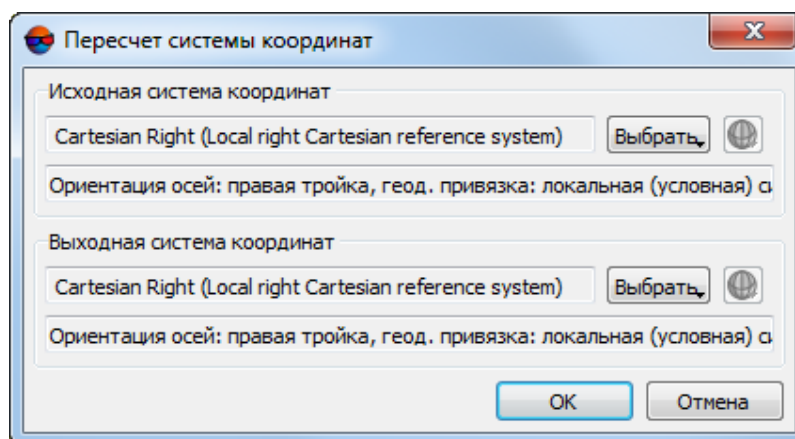 Пересчет системы координат
Исходная система координат
Cartesian Right (Local right Cartesian reference system) Выбрать
Ориентация осей: правая тройка, геод. привязка: локальная (условная) си
Выходная система координат
Cartesian Right (Local right Cartesian reference system) Выбрать
Ориентация осей: правая тройка, геод. привязка: локальная (условная) си
OK Отмена